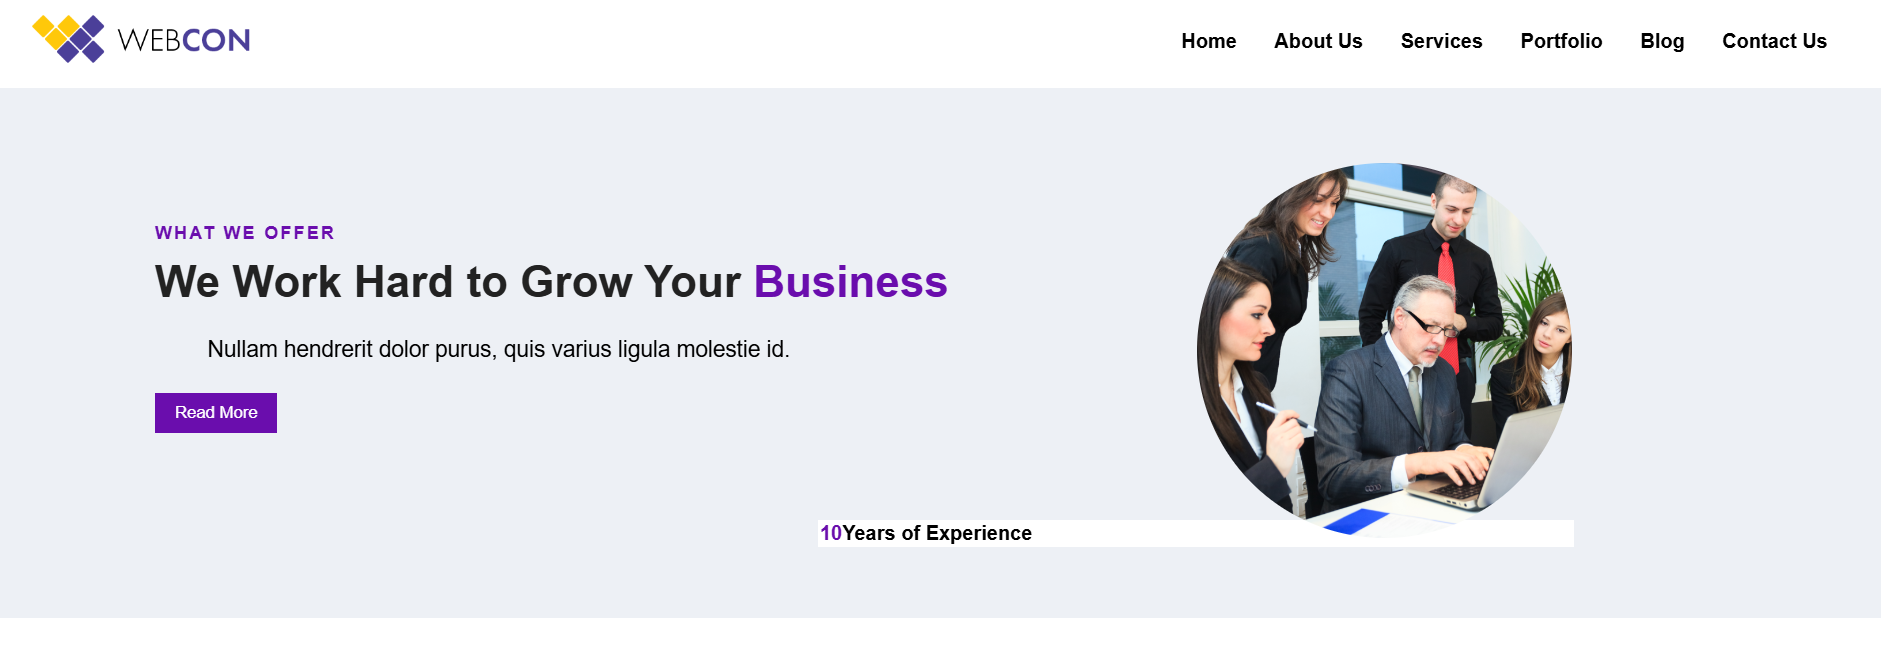 WEBCON
Home About Us Services Portfolio Blog Contact Us
WHAT WE OFFER
We Work Hard to Grow Your Business
Nullam hendrerit dolor purus, quis varius ligula molestie id.
Read More
10Years of Experience